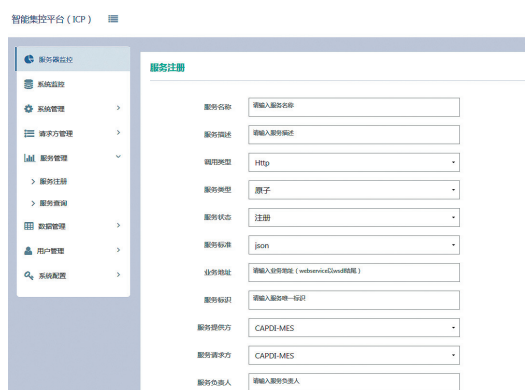 智能集控平台(ICP)
服务器监控
系统监控
系统管理
请求方管理
服务管理
服务注册
服务查询
数据管理
用户管理
系统配置
服务注册
服务名称 请输入服务名称
服务描述 请输入服务描述
调用类型 Http
服务类型 原子
服务状态 注册
服务标准 json
业务地址 请输入业务地址(webservice以wsdl结尾)
服务标识 请输入服务唯一标识
服务提供方 CAPDI-MES
服务请求方 CAPDI-MES
服务负责人 请输入服务负责人